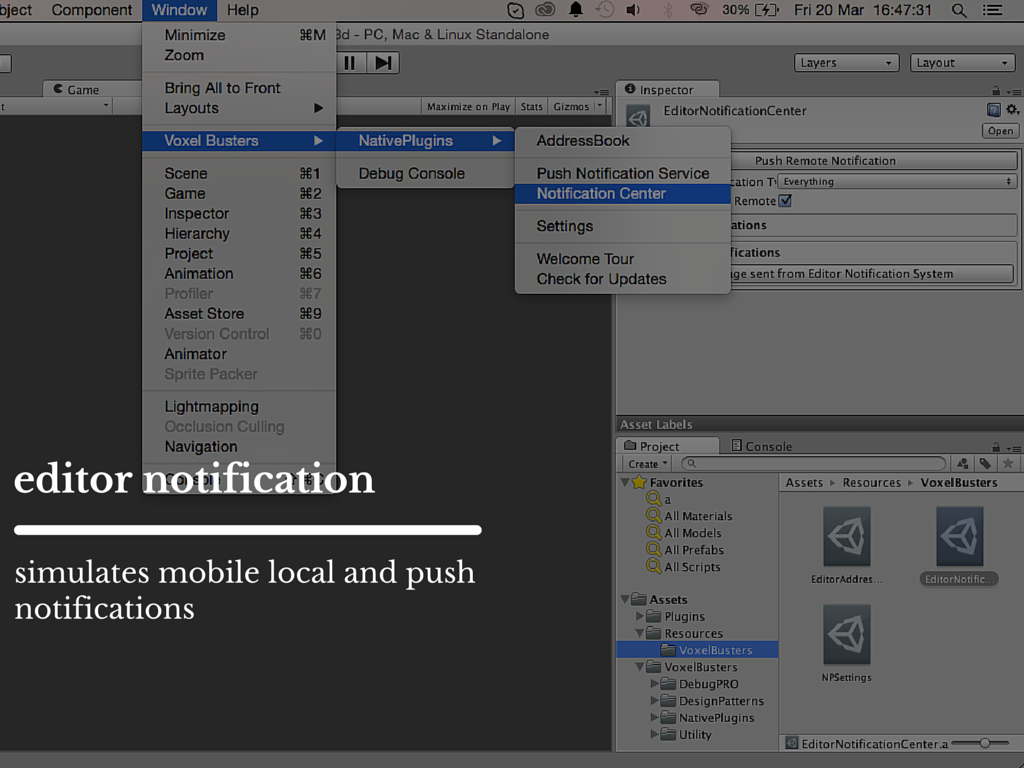 bject Component Window Help 30% Fri 20 Mar 16:47:31
3d - PC, Mac & Linux Standalone
Layers Layout
Game
Maximize on Play Stats Gizmos
Minimize ⌘M
Zoom
Bring All to Front
Layouts
Voxel Busters
Scene ⌘1
Game ⌘2
Inspector ⌘3
Hierarchy ⌘4
Project ⌘5
Animation ⌘6
Profiler ⌘7
Asset Store ⌘9
Version Control ⌘0
Animator
Sprite Packer
Lightmapping
Occlusion Culling
Navigation
Console
NativePlugins
Debug Console
AddressBook
Push Notification Service
Notification Center
Settings
Welcome Tour
Check for Updates
Inspector
EditorNotificationCenter
Open
Push Remote Notification
cation Ty Everything
Remote
ations
ifications
ge sent from Editor Notification System
Asset Labels
Project Console
Create
Favorites
a
All Materials
All Models
All Prefabs
All Scripts
Assets
Plugins
Resources
VoxelBusters
VoxelBusters
DebugPRO
DesignPatterns
NativePlugins
Utility
Assets Resources VoxelBusters
EditorAddres... EditorNotific...
NPSettings
EditorNotificationCenter.a
editor notification
simulates mobile local and push
notifications